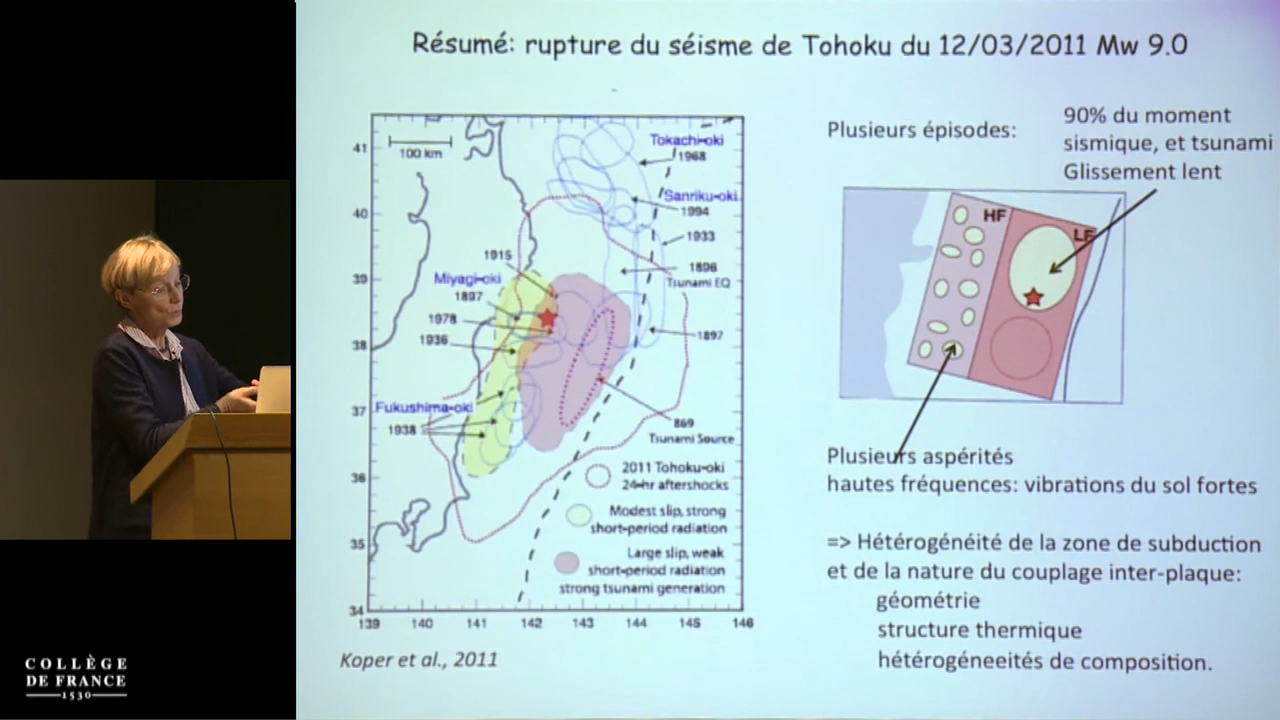 Résumé: rupture du séisme de Tohoku du 12/03/2011 Mw 9.0
41
40
39
38
37
36
35
34
139
140
141
142
143
144
145
146
100 km
Tokachi-oki
1968
Sanriku-oki
1994
1933
1896
Tsunami EQ
1897
1915
Miyagi-oki
1897
1978
1936
Fukushima-oki
1938
869
Tsunami Source
2011 Tohoku-oki
24-hr aftershocks
Modest slip, strong
short-period radiation
Large slip, weak
short-period radiation
strong tsunami generation
Koper et al., 2011
Plusieurs épisodes:
90% du moment
sismique, et tsunami
Glissement lent
HF
LF
Plusieurs aspérités
hautes fréquences: vibrations du sol fortes
=> Hétérogénéité de la zone de subduction
et de la nature du couplage inter-plaque:
géométrie
structure thermique
hétérogéneeités de composition.
COLLÈGE
DE FRANCE
1530